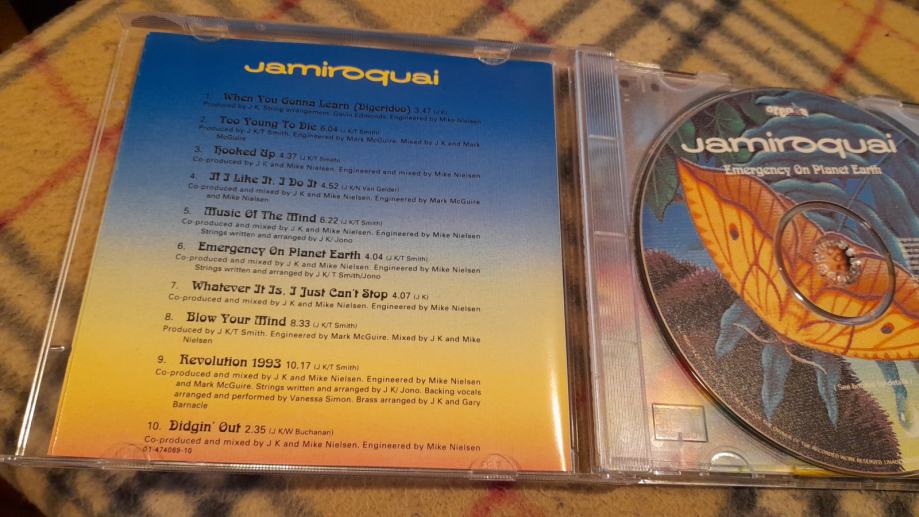 Jamiroquai
1. When You Gonna Learn (Digeridoo) 3.47 (J K)
Produced by J K. String arrangement: Gavin Edmonds. Engineered by Mike Nielsen
2. Too Young To Die 6.04 (J K/T Smith)
Produced by J K/T Smith. Engineered by Mark McGuire. Mixed by J K and Mark
McGuire
3. Hooked Up 4.37 (J K/T Smith)
Co-produced by J K and Mike Nielsen. Engineered and mixed by Mike Nielsen
4. If I Like It, I Do It 4.52 (J K/N Van Gelder)
Co-produced and mixed by J K and Mike Nielsen. Engineered by Mark McGuire
and Mike Nielsen
5. Music Of The Mind 6.22 (J K/T Smith)
Co-produced and mixed by J K and Mike Nielsen. Engineered by Mike Nielsen
Strings written and arranged by J K/Jono
6. Emergency On Planet Earth 4.04 (J K/T Smith)
Co-produced and mixed by J K and Mike Nielsen. Engineered by Mike Nielsen
Strings written and arranged by J K/ T Smith/Jono
7. Whatever It Is, I Just Can't Stop 4.07 (J K)
Co-produced and mixed by J K and Mike Nielsen. Engineered by Mike Nielsen
8. Blow Your Mind 8.33 (J K/T Smith)
Produced by J K/T Smith. Engineered by Mark McGuire. Mixed by J K and Mike
Nielsen
9. Revolution 1993 10.17 (J K/T Smith)
Co-produced and mixed by J K and Mike Nielsen. Engineered by Mike Nielsen
and Mark McGuire. Strings written and arranged by J K/ Jono. Backing vocals
arranged and performed by Vanessa Simon. Brass arranged by J K and Gary
Barnacle
10. Didgin' Out 2.35 (J K/W Buchanan)
Co-produced and mixed by J K and Mike Nielsen. Engineered by Mike Nielsen
01-474069-10
Jamiroquai
Emergency On Planet Earth
See booklet for details
OF THE RECORDED WORK RESERVED